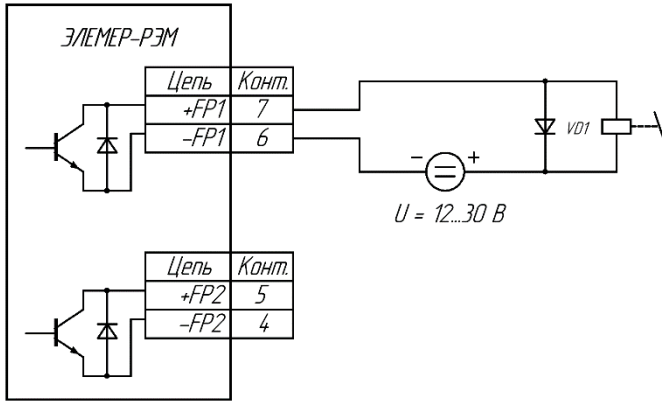 ЭЛЕМЕР-РЭМ
Цепь Конт.
+FP1 7
-FP1 6
VD1
- +
U = 12...30 В
Цепь Конт.
+FP2 5
-FP2 4